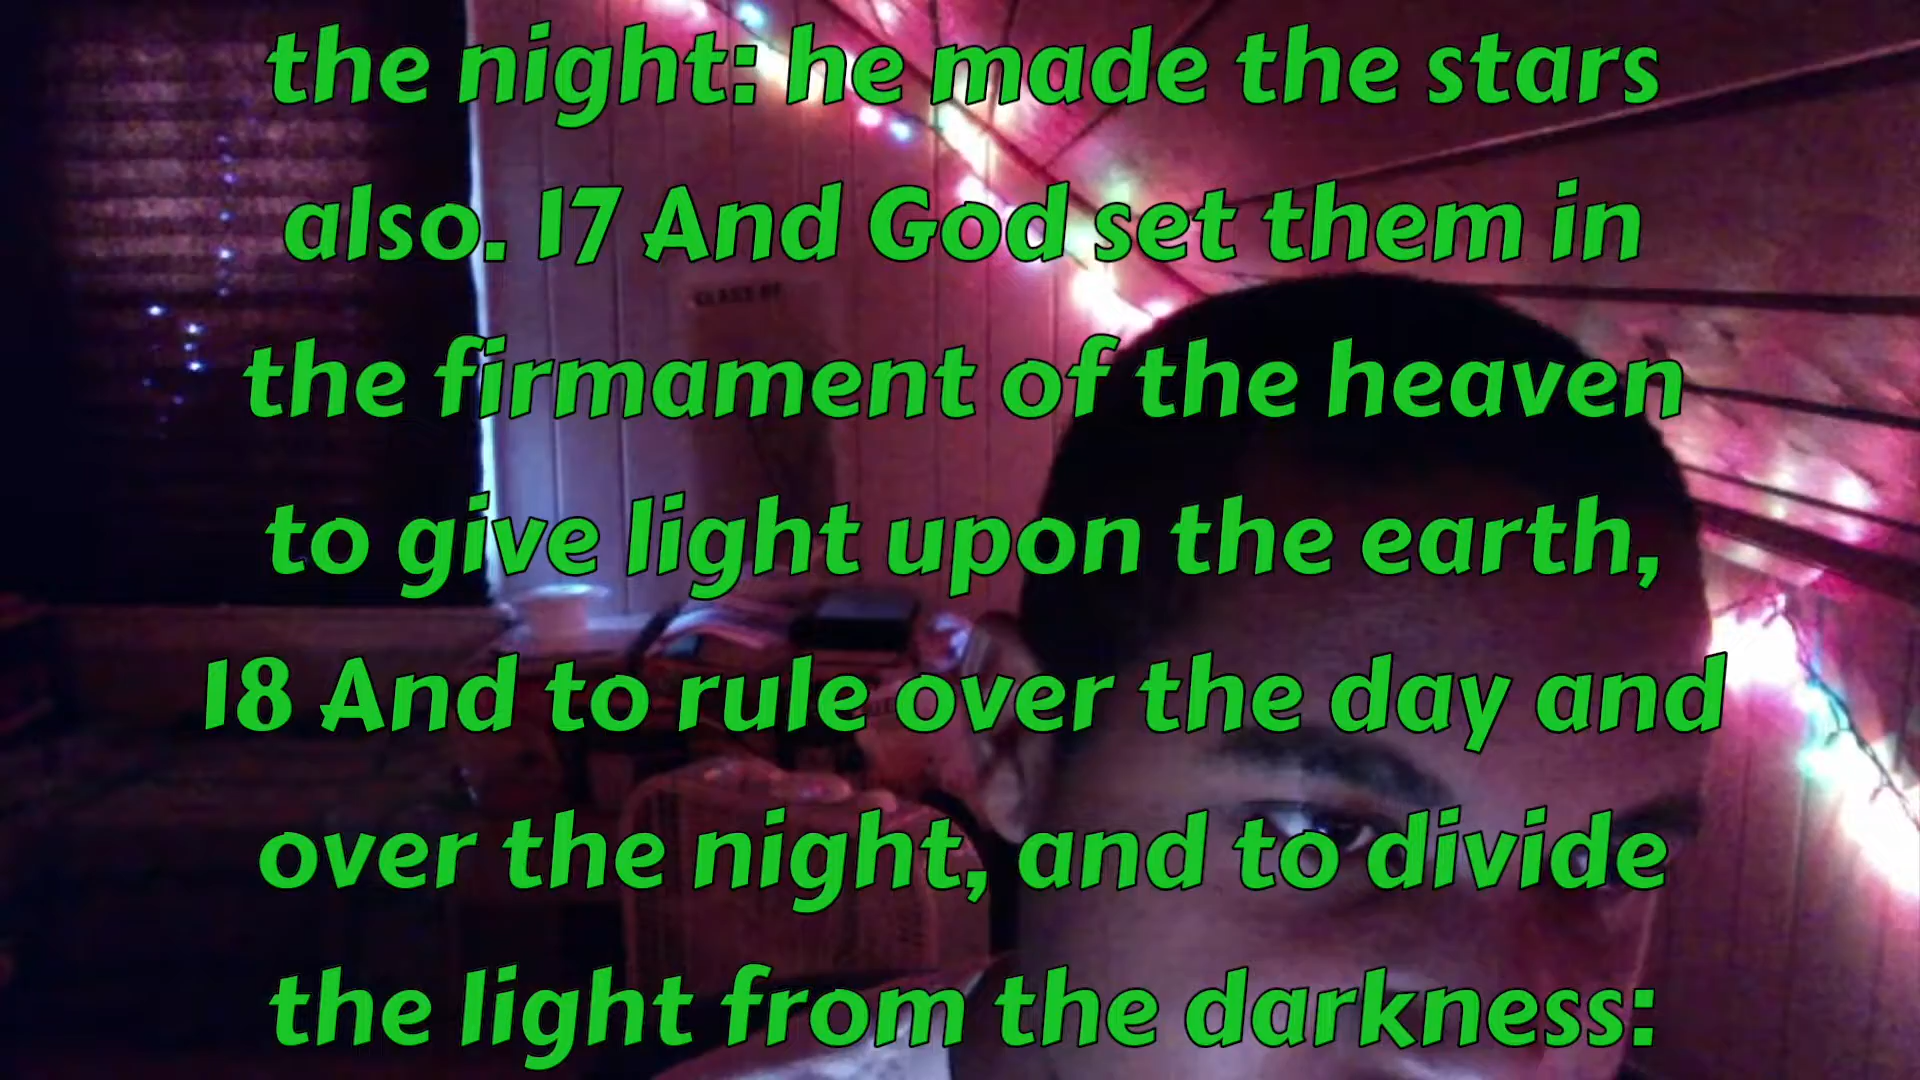 the night: he made the stars
also. 17 And God set them in
the firmament of the heaven
to give light upon the earth,
18 And to rule over the day and
over the night, and to divide
the light from the darkness:
CLASS OF